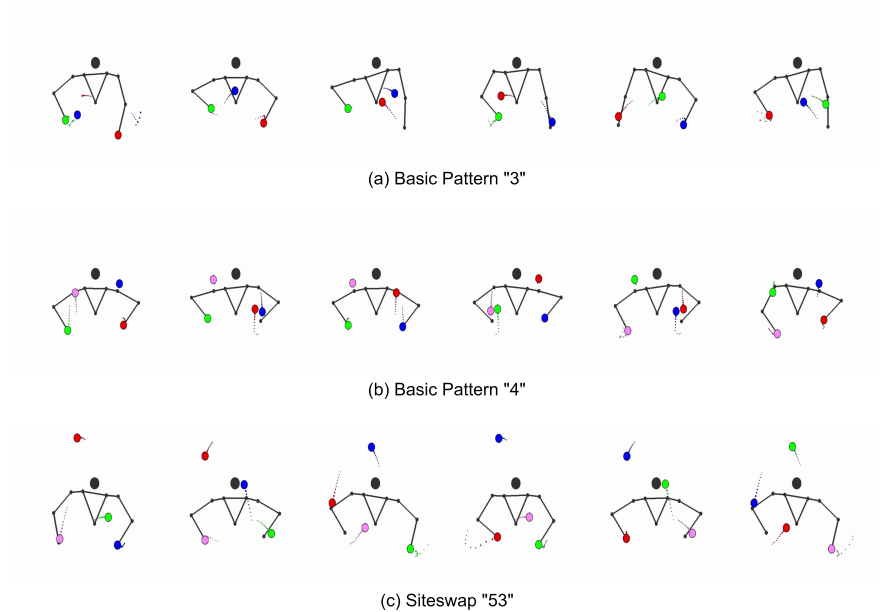 (a) Basic Pattern "3"
(b) Basic Pattern "4"
(c) Siteswap "53"